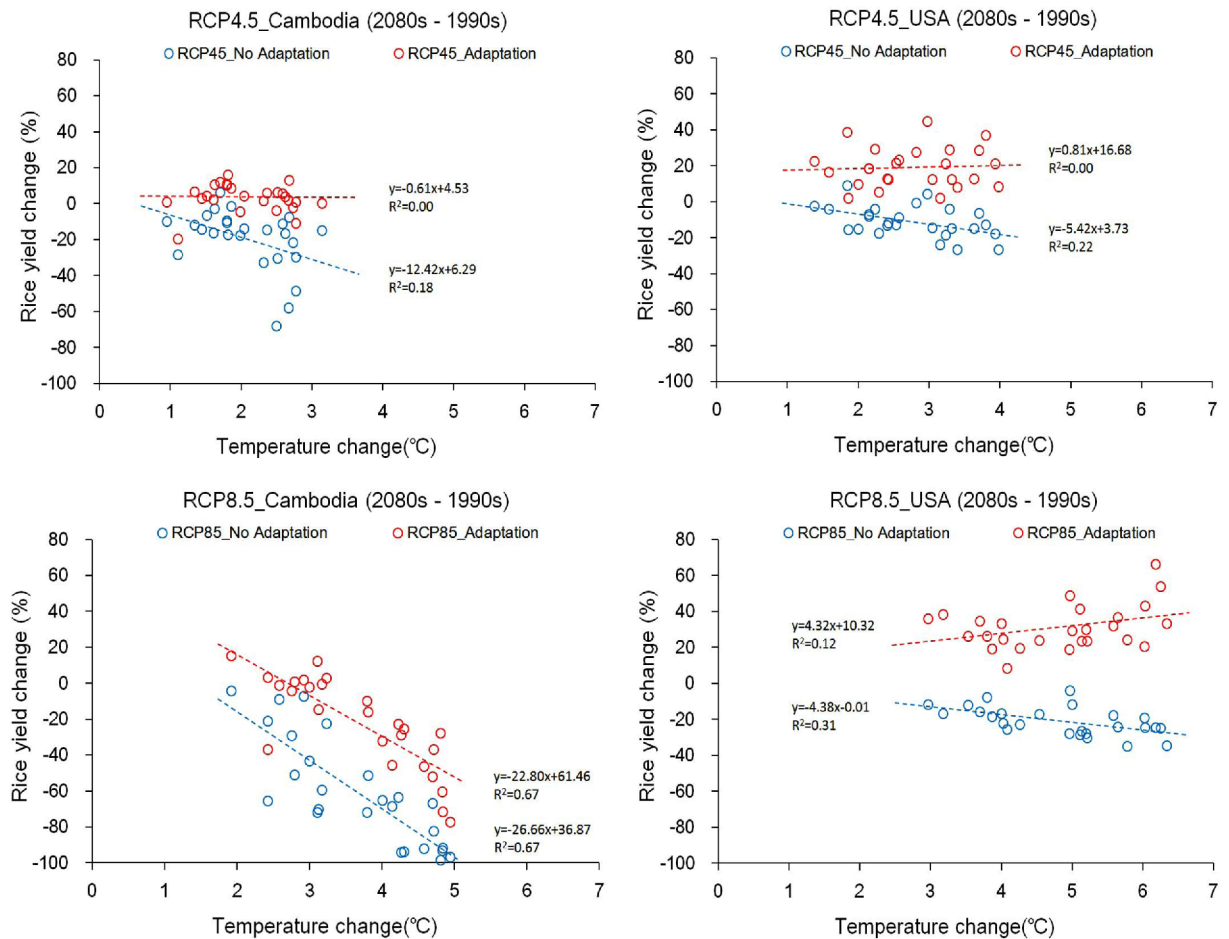 RCP4.5_Cambodia (2080s - 1990s)
RCP45_No Adaptation
RCP45_Adaptation
Rice yield change (%)
80
60
40
20
0
-20
-40
-60
-80
-100
y=-0.61x+4.53
R²=0.00
y=-12.42x+6.29
R²=0.18
0 1 2 3 4 5 6 7
Temperature change(°C)
RCP4.5_USA (2080s - 1990s)
RCP45_No Adaptation
RCP45_Adaptation
Rice yield change (%)
80
60
40
20
0
-20
-40
-60
-80
-100
y=0.81x+16.68
R²=0.00
y=-5.42x+3.73
R²=0.22
0 1 2 3 4 5 6 7
Temperature change(°C)
RCP8.5_Cambodia (2080s - 1990s)
RCP85_No Adaptation
RCP85_Adaptation
Rice yield change (%)
80
60
40
20
0
-20
-40
-60
-80
-100
y=-22.80x+61.46
R²=0.67
y=-26.66x+36.87
R²=0.67
0 1 2 3 4 5 6 7
Temperature change(°C)
RCP8.5_USA (2080s - 1990s)
RCP85_No Adaptation
RCP85_Adaptation
Rice yield change (%)
80
60
40
20
0
-20
-40
-60
-80
-100
y=4.32x+10.32
R²=0.12
y=-4.38x-0.01
R²=0.31
0 1 2 3 4 5 6 7
Temperature change(°C)